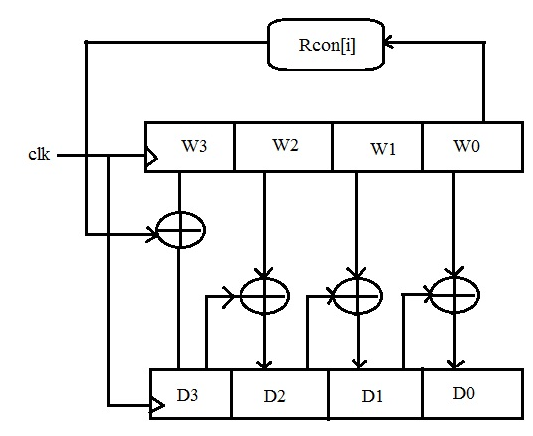 Rcon[i]
W3 W2 W1 W0
clk
D3 D2 D1 D0